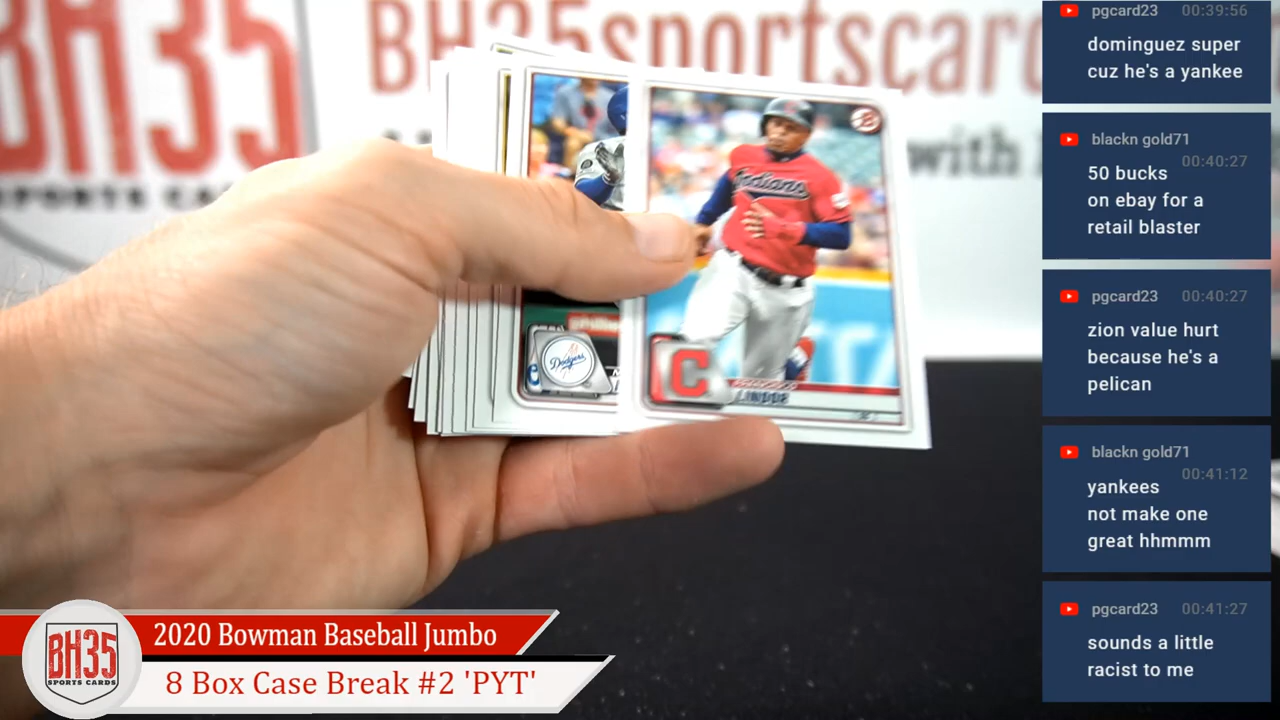 BH35
SPORTS CARDS
BH35sportscard
with
pgcard23 00:39:56
dominguez super
cuz he's a yankee
blackn gold71
00:40:27
50 bucks
on ebay for a
retail blaster
pgcard23 00:40:27
zion value hurt
because he's a
pelican
blackn gold71
00:41:12
yankees
not make one
great hhmmm
pgcard23 00:41:27
sounds a little
racist to me
Indians
Dodgers
C
LINDOR
BH35
SPORTS CARDS
2020 Bowman Baseball Jumbo
8 Box Case Break #2 'PYT'